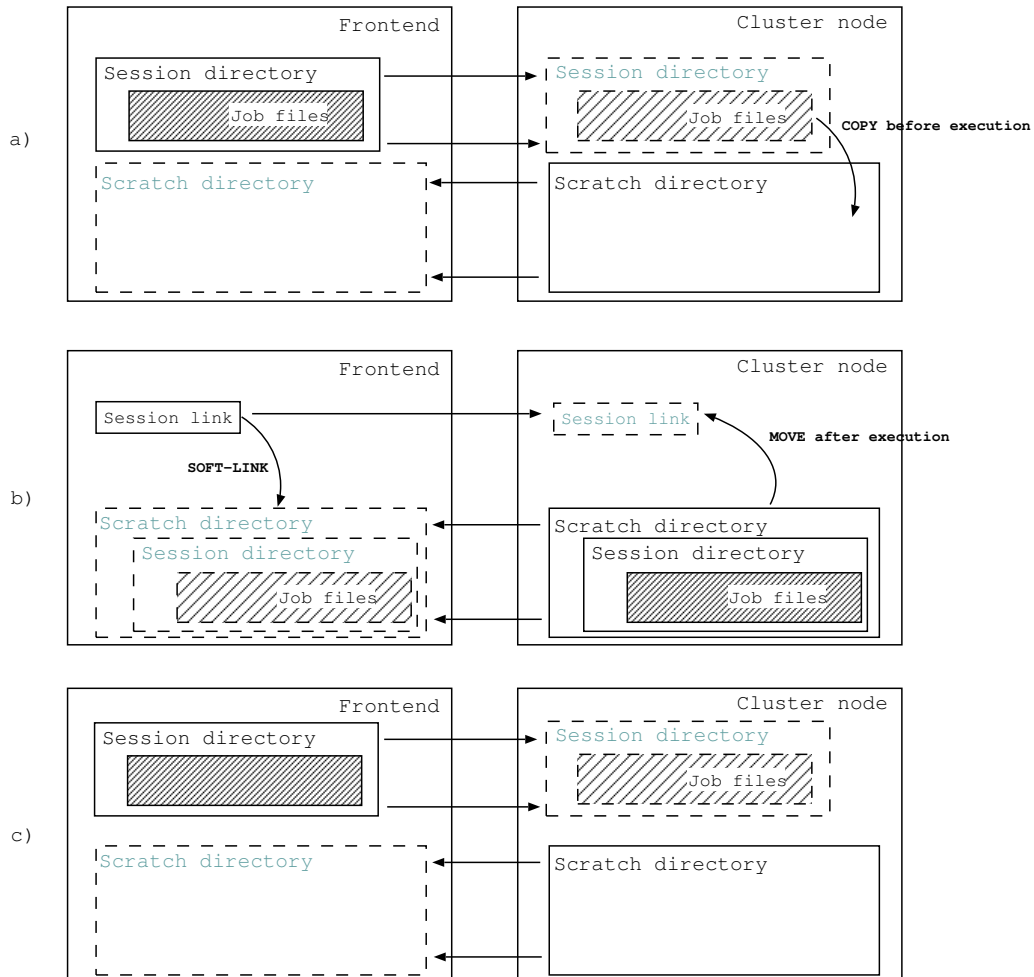 Frontend
Cluster node
Session directory
Session directory
Job files
Job files
COPY before execution
a)
Scratch directory
Scratch directory
Frontend
Cluster node
Session link
Session link
MOVE after execution
SOFT-LINK
b)
Scratch directory
Scratch directory
Session directory
Session directory
Job files
Job files
Frontend
Cluster node
Session directory
Session directory
Job files
c)
Scratch directory
Scratch directory